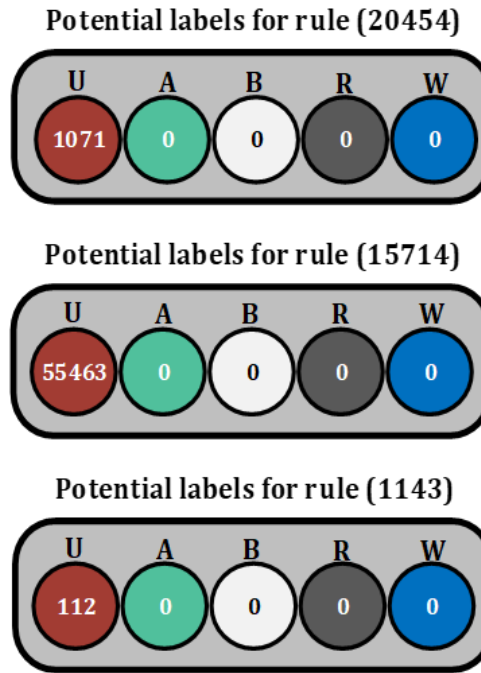 Potential labels for rule (20454)
U A B R W
1071 0 0 0 0
Potential labels for rule (15714)
U A B R W
55463 0 0 0 0
Potential labels for rule (1143)
U A B R W
112 0 0 0 0